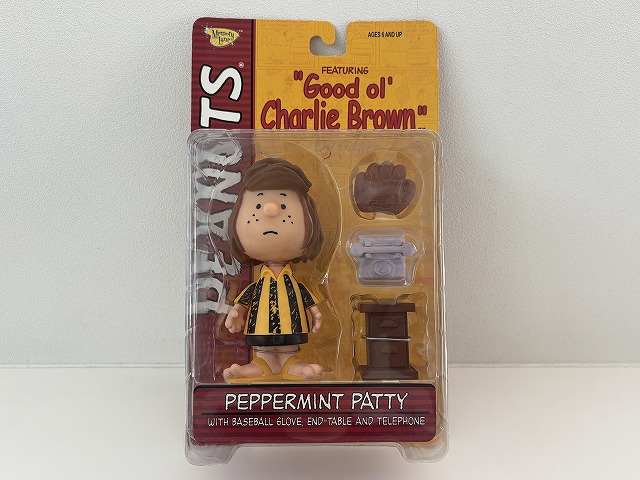 Memory Lane
AGES 6 AND UP
PEANUTS
FEATURING
"Good ol'
Charlie Brown"
PEPPERMINT PATTY
WITH BASEBALL GLOVE, END TABLE AND TELEPHONE